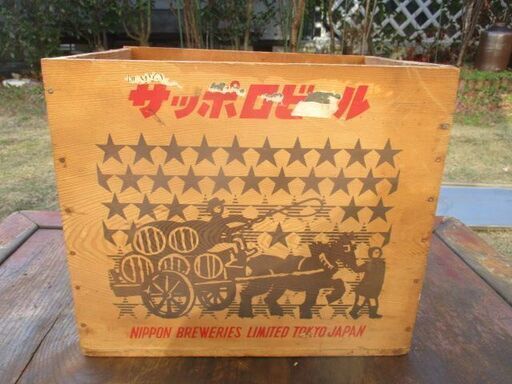 サッポロビール
NIPPON BREWERIES LIMITED TOKYO JAPAN